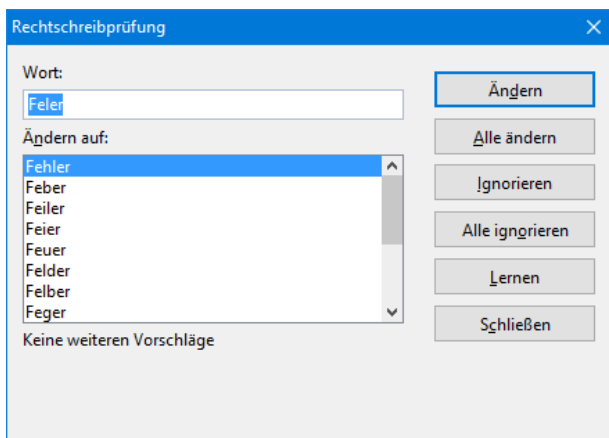 Rechtschreibprüfung
Wort:
Feler
Ändern auf:
Fehler
Feber
Feiler
Feier
Feuer
Felder
Felber
Feger
Keine weiteren Vorschläge
Ändern
Alle ändern
Ignorieren
Alle ignorieren
Lernen
Schließen